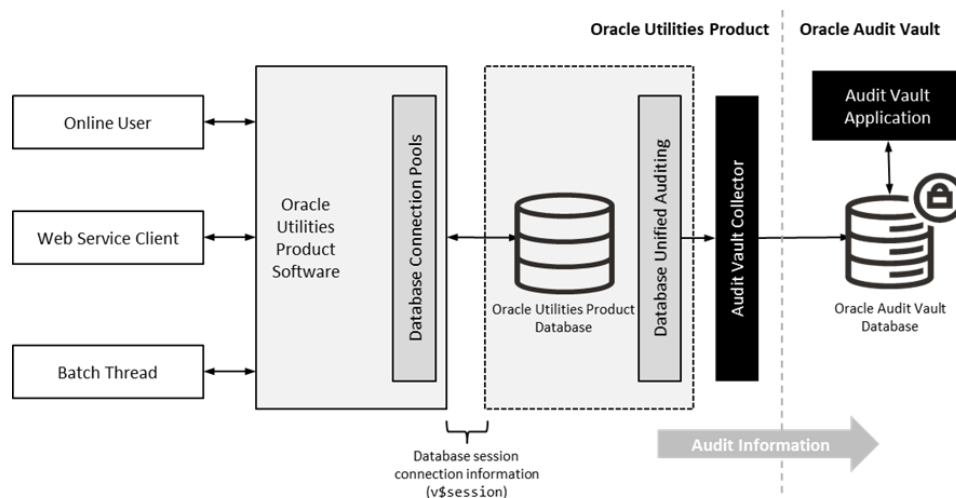 Oracle Utilities Product
Oracle Audit Vault
Online User
Web Service Client
Batch Thread
Oracle
Utilities
Product
Software
Database Connection Pools
Oracle Utilities Product
Database
Database Unified Auditing
Audit Vault Collector
Audit Vault
Application
Oracle Audit Vault
Database
Database session
connection information
(v$session)
Audit Information